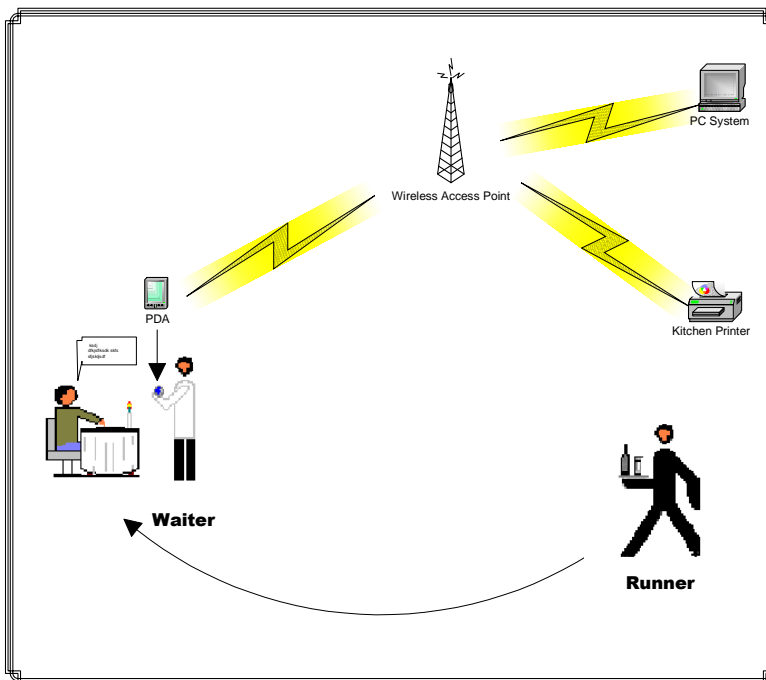 PC System
Wireless Access Point
Kitchen Printer
PDA
Waiter
Runner